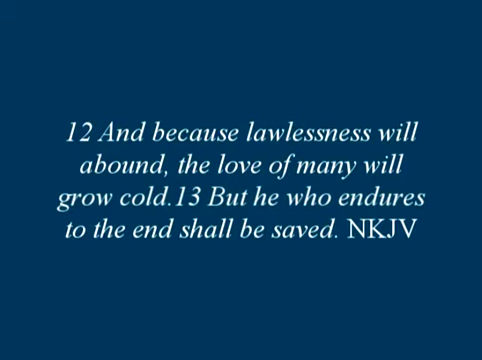 12 And because lawlessness will
abound, the love of many will
grow cold.13 But he who endures
to the end shall be saved. NKJV